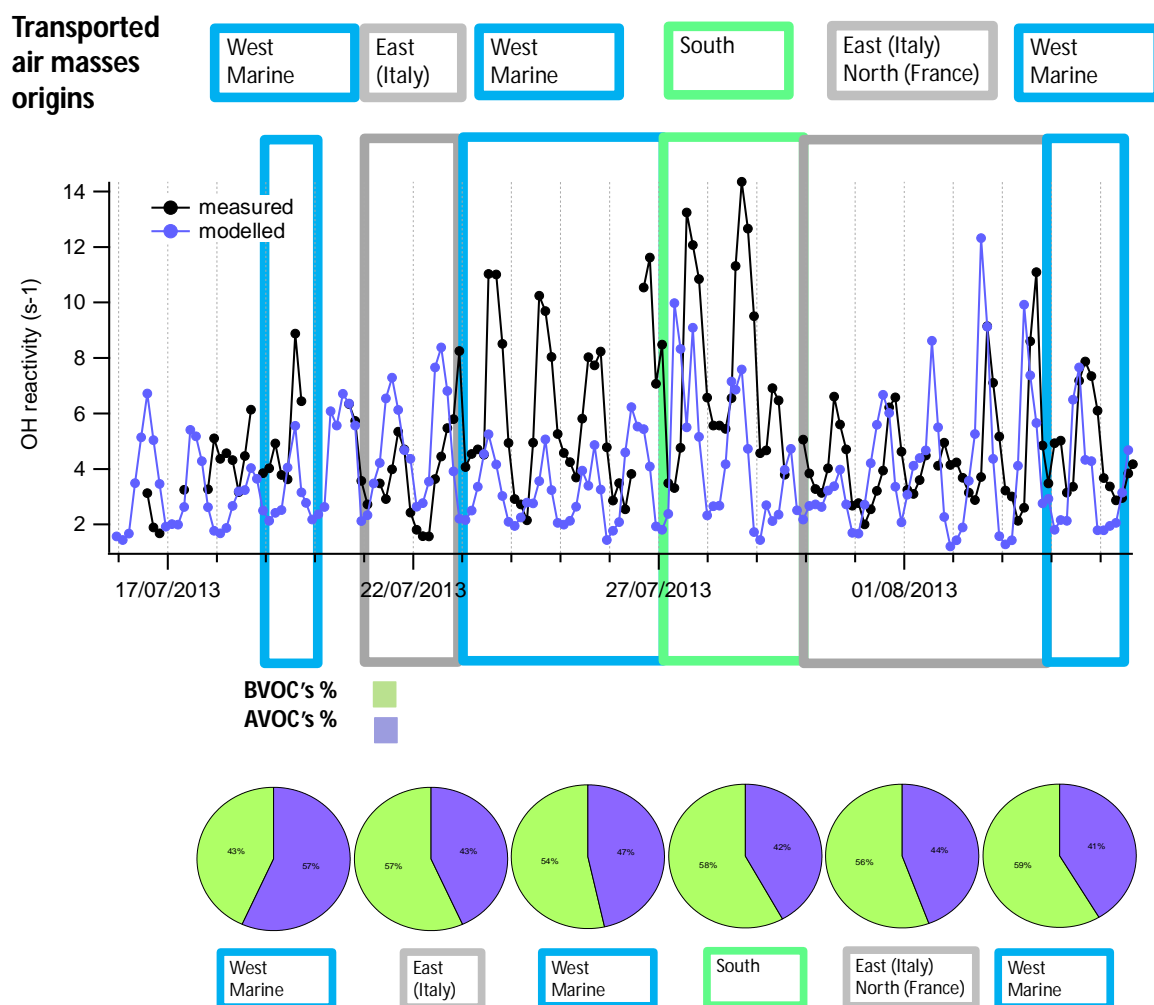 Transported
air masses
origins
West
Marine
East
(Italy)
West
Marine
South
East (Italy)
North (France)
West
Marine
14
12
10
8
6
4
2
OH reactivity (s-1)
measured
modelled
17/07/2013
22/07/2013
27/07/2013
01/08/2013
BVOC's %
AVOC's %
43%
57%
57%
43%
54%
47%
58%
42%
56%
44%
59%
41%
West
Marine
East
(Italy)
West
Marine
South
East (Italy)
North (France)
West
Marine